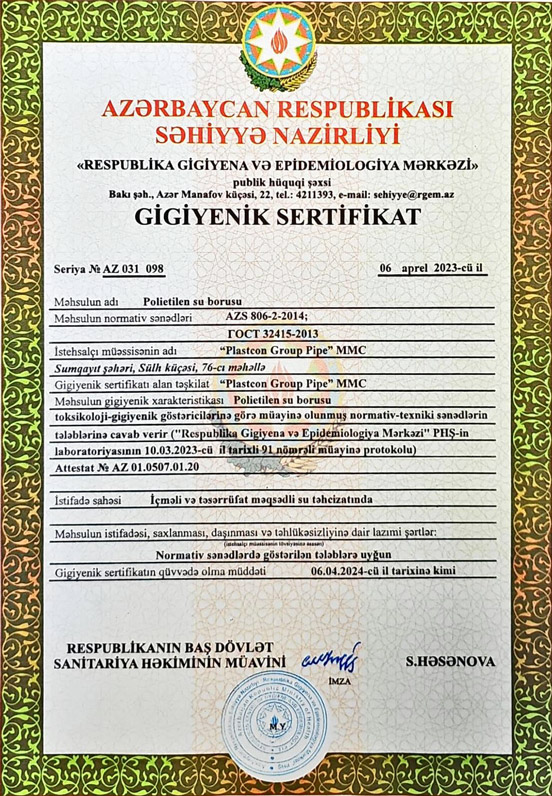 AZƏRBAYCAN RESPUBLİKASI
SƏHİYYƏ NAZİRLİYİ
«RESPUBLİKA GİGİYENA VƏ EPİDEMİOLOGİYA MƏRKƏZİ»
publik hüquqi şəxsi
Bakı şəh., Azər Manafov küçəsi, 22, tel.: 4211393, e-mail: sehiyye@rgem.az
GİGİYENİK SERTİFİKAT
Seriya № AZ 031 098 06 aprel 2023-cü il
Məhsulun adı Polietilen su borusu
Məhsulun normativ sənədləri AZS 806-2-2014;
ГОСТ 32415-2013
İstehsalçı müəssisənin adı “Plastcon Group Pipe” MMC
Sumqayıt şəhəri, Sülh küçəsi, 76-cı məhəllə
Gigiyenik sertifikatı alan təşkilat “Plastcon Group Pipe” MMC
Məhsulun gigiyenik xarakteristikası Polietilen su borusu
toksikoloji-gigiyenik göstəricilərinə görə müayinə olunmuş normativ-texniki sənədlərin
tələblərinə cavab verir ("Respublika Gigiyena və Epidemiologiya Mərkəzi" PHŞ-in
laboratoriyasının 10.03.2023-cü il tarixli 91 nömrəli müayinə protokolu)
Attestat № AZ 01.0507.01.20
İstifadə sahəsi İçməli və təsərrüfat məqsədli su təhcizatında
Məhsulun istifadəsi, saxlanması, daşınması və təhlükəsizliyinə dair lazımi şərtlər:
(istehsalçı müəssisənin tövsiyəsinə əsasən)
Normativ sənədlərdə göstərilən tələblərə uyğun
Gigiyenik sertifikatın qüvvədə olma müddəti 06.04.2024-cü il tarixinə kimi
RESPUBLİKANIN BAŞ DÖVLƏT
SANİTARİYA HƏKİMİNİN MÜAVİNİ S.HƏSƏNOVA
İMZA
M.Y.